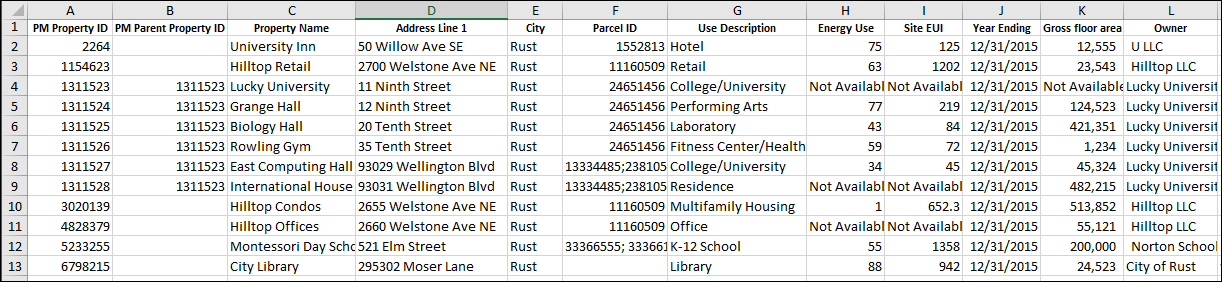 A B C D E F G H I J K L
1 PM Property ID PM Parent Property ID Property Name Address Line 1 City Parcel ID Use Description Energy Use Site EUI Year Ending Gross floor area Owner
2 2264 University Inn 50 Willow Ave SE Rust 1552813 Hotel 75 125 12/31/2015 12,555 U LLC
3 1154623 Hilltop Retail 2700 Welstone Ave NE Rust 11160509 Retail 63 1202 12/31/2015 23,543 Hilltop LLC
4 1311523 1311523 Lucky University 11 Ninth Street Rust 24651456 College/University Not Availabl Not Availabl 12/31/2015 Not Available Lucky Universit
5 1311524 1311523 Grange Hall 12 Ninth Street Rust 24651456 Performing Arts 77 219 12/31/2015 124,523 Lucky Universit
6 1311525 1311523 Biology Hall 20 Tenth Street Rust 24651456 Laboratory 43 84 12/31/2015 421,351 Lucky Universit
7 1311526 1311523 Rowling Gym 35 Tenth Street Rust 24651456 Fitness Center/Health 59 72 12/31/2015 1,234 Lucky Universit
8 1311527 1311523 East Computing Hall 93029 Wellington Blvd Rust 13334485;238105 College/University 34 45 12/31/2015 45,324 Lucky Universit
9 1311528 1311523 International House 93031 Wellington Blvd Rust 13334485;238105 Residence Not Availabl Not Availabl 12/31/2015 482,215 Lucky Universit
10 3020139 Hilltop Condos 2655 Welstone Ave NE Rust 11160509 Multifamily Housing 1 652.3 12/31/2015 513,852 Hilltop LLC
11 4828379 Hilltop Offices 2660 Welstone Ave NE Rust 11160509 Office Not Availabl Not Availabl 12/31/2015 55,121 Hilltop LLC
12 5233255 Montessori Day Scho 521 Elm Street Rust 33366555; 33366 K-12 School 55 1358 12/31/2015 200,000 Norton School
13 6798215 City Library 295302 Moser Lane Rust Library 88 942 12/31/2015 24,523 City of Rust